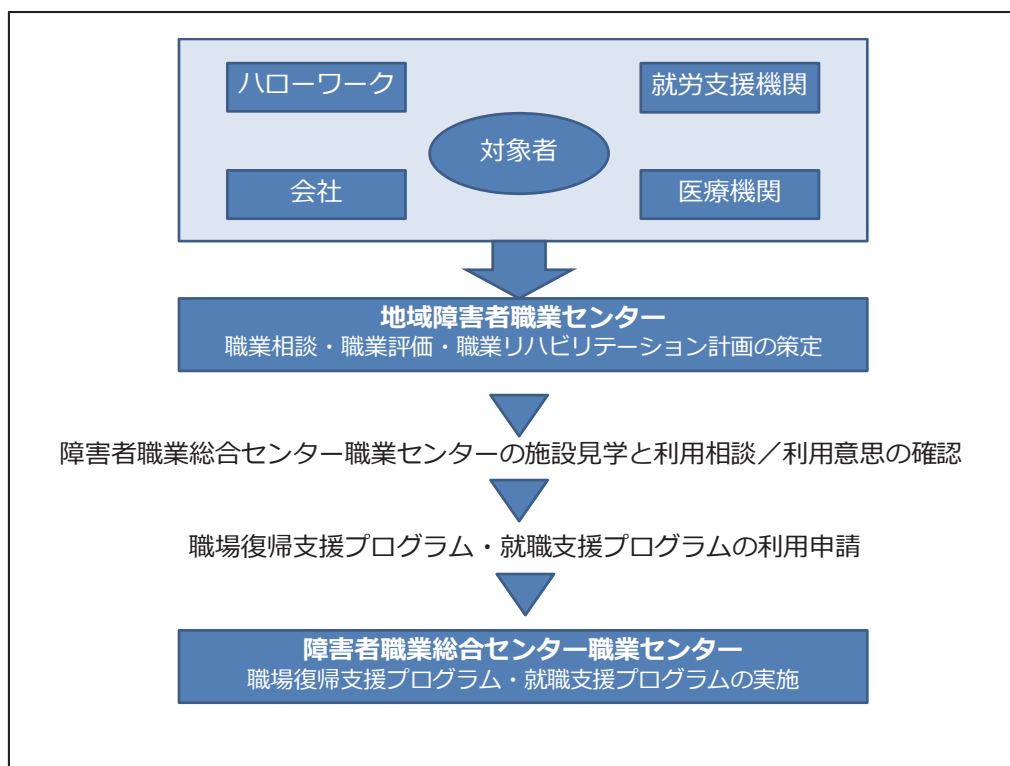 ハローワーク
就労支援機関
対象者
会社
医療機関
地域障害者職業センター
職業相談・職業評価・職業リハビリテーション計画の策定
障害者職業総合センター職業センターの施設見学と利用相談／利用意思の確認
職場復帰支援プログラム・就職支援プログラムの利用申請
障害者職業総合センター職業センター
職場復帰支援プログラム・就職支援プログラムの実施